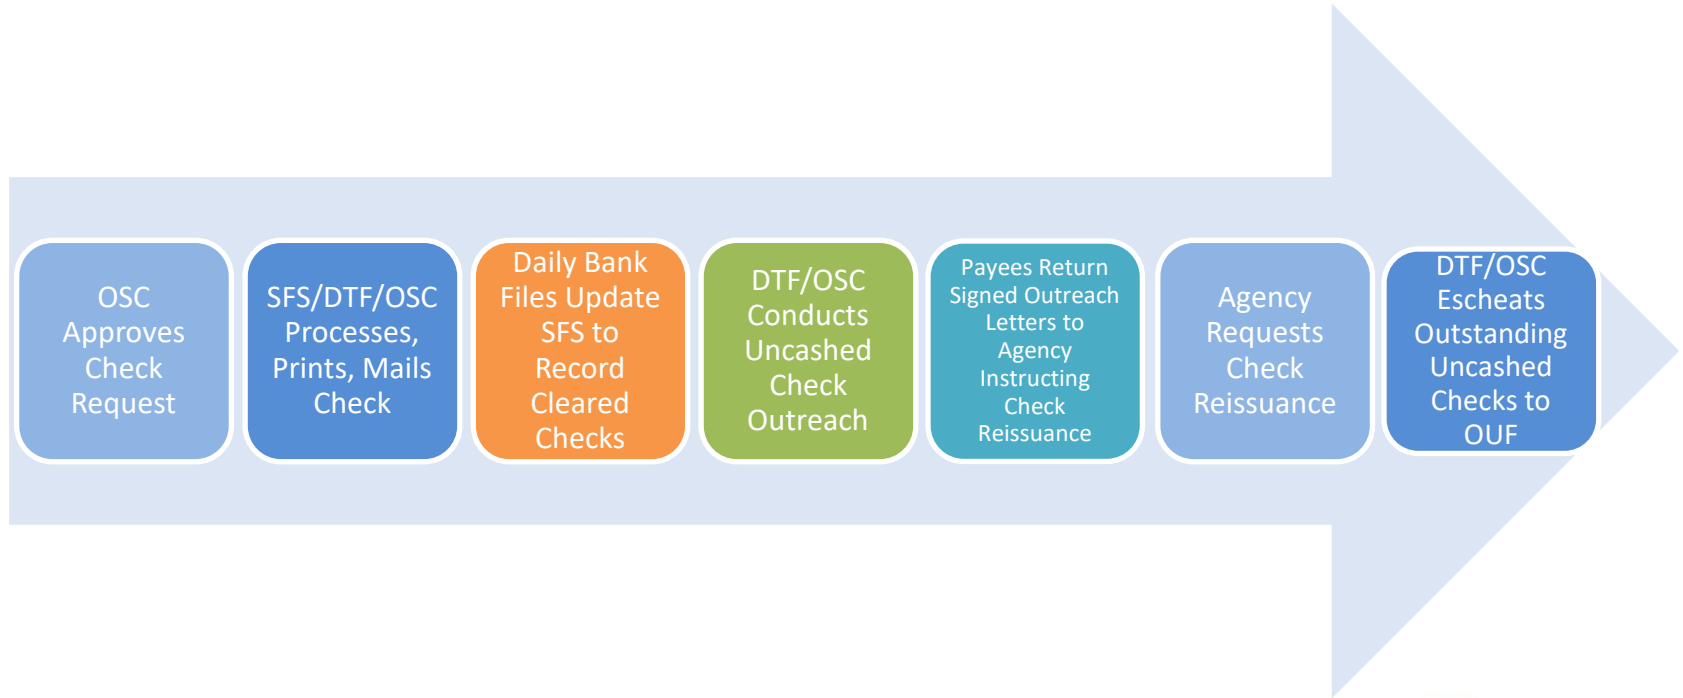 OSC
Approves
Check
Request
SFS/DTF/OSC
Processes,
Prints, Mails
Check
Daily Bank
Files Update
SFS to
Record
Cleared
Checks
DTF/OSC
Conducts
Uncashed
Check
Outreach
Payees Return
Signed Outreach
Letters to
Agency
Instructing
Check
Reissuance
Agency
Requests
Check
Reissuance
DTF/OSC
Escheats
Outstanding
Uncashed
Checks to
OUF